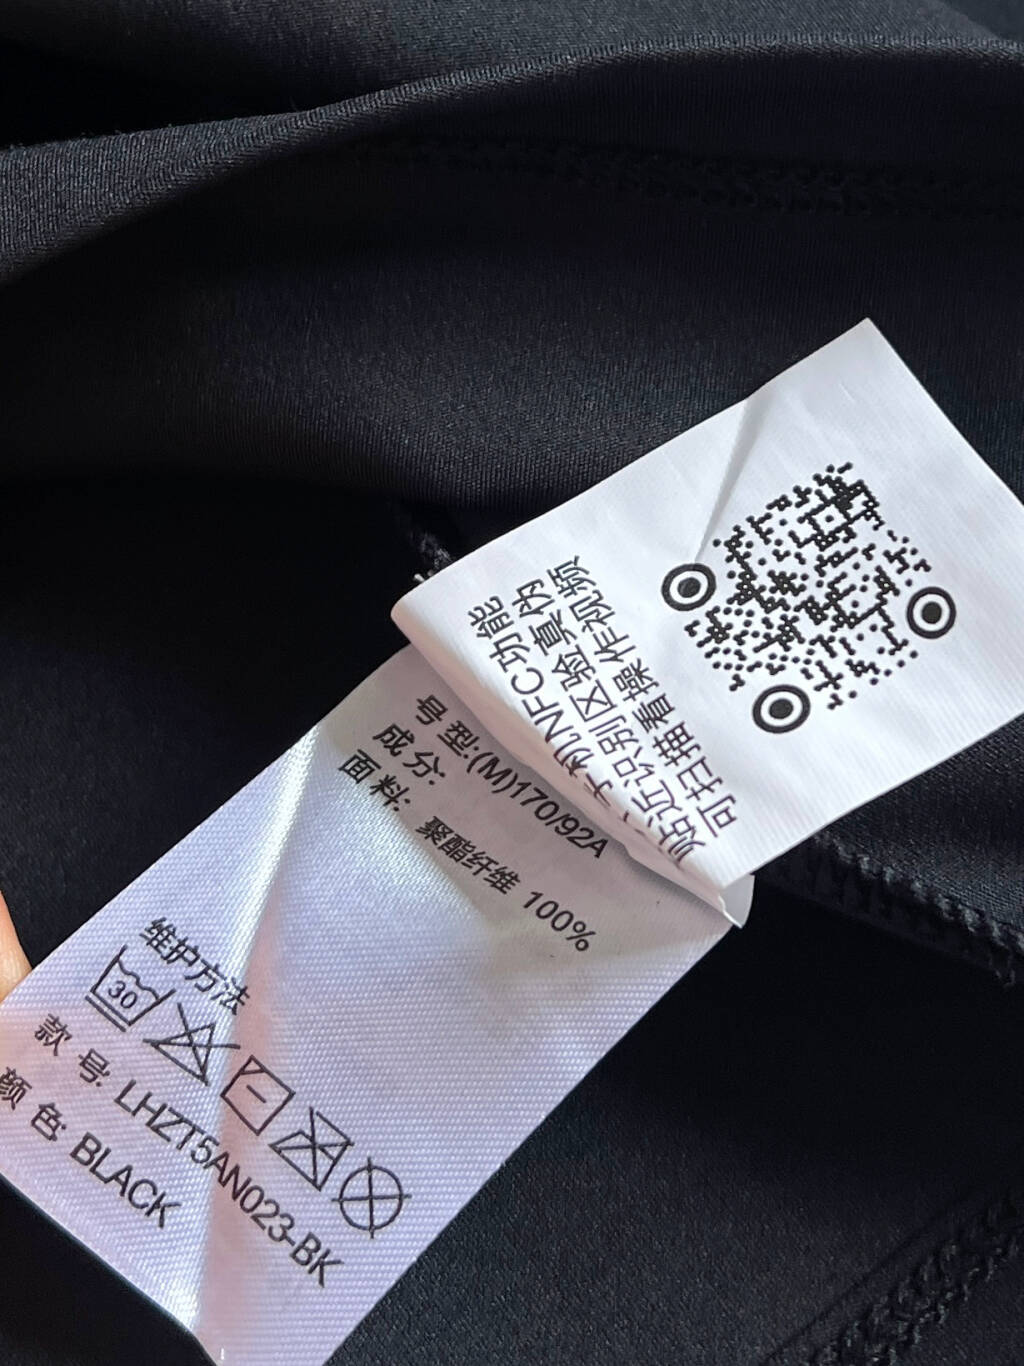 手机NFC功能
贴近识别区验真伪
可扫描看操作视频
号型:(M)170/92A
成分:
面料: 聚酯纤维 100%
维护方法
30
款号: LHZT5AN023-BK
颜色: BLACK